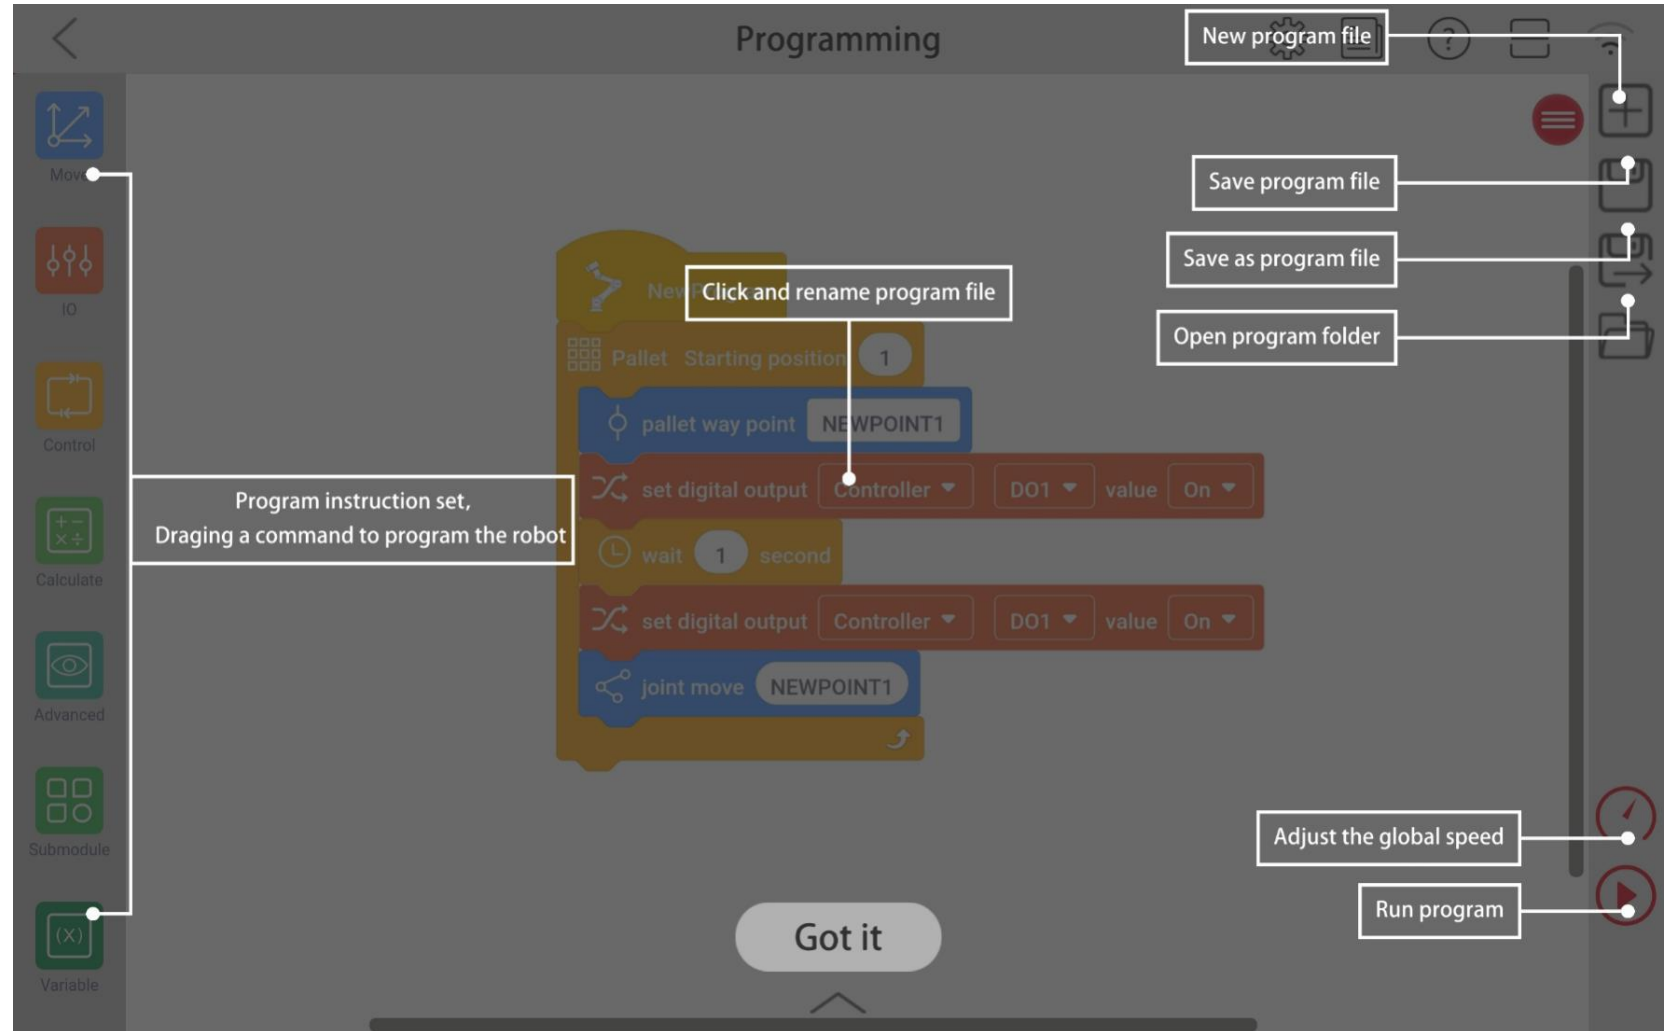 Programming
New program file
Move
Save program file
IO
Save as program file
Click and rename program file
Open program folder
Pallet Starting position 1
Control
pallet way point NEWPOINT1
set digital output Controller DO1 value On
Program instruction set,
Draging a command to program the robot
wait 1 second
Calculate
set digital output Controller DO1 value On
joint move NEWPOINT1
Advanced
Submodule
Adjust the global speed
Run program
Got it
(X)
Variable